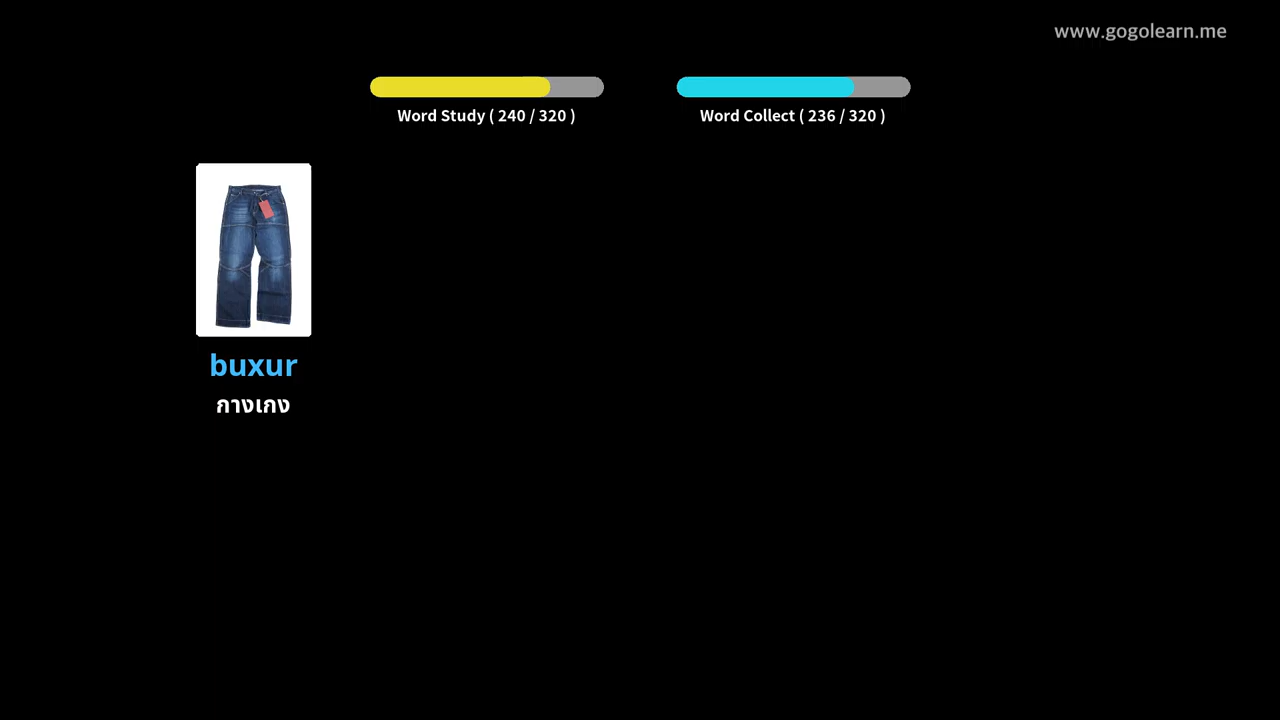 www.gogolearn.me
Word Study ( 240 / 320 )
Word Collect ( 236 / 320 )
buxur
กางเกง